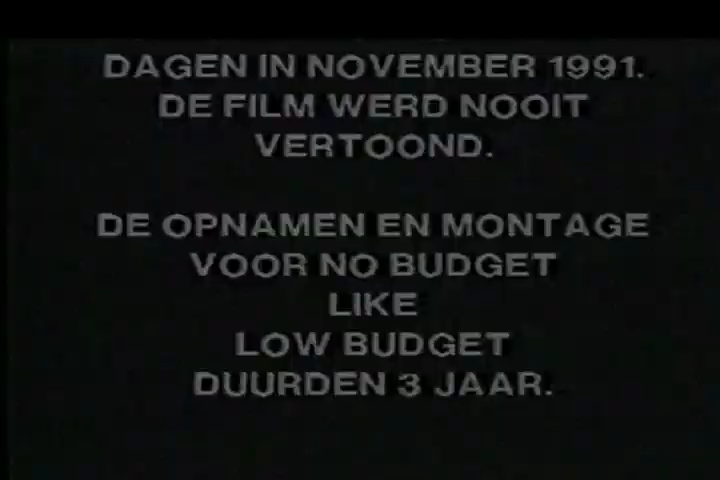 DAGEN IN NOVEMBER 1991.
DE FILM WERD NOOIT
VERTOOND.
DE OPNAMEN EN MONTAGE
VOOR NO BUDGET
LIKE
LOW BUDGET
DUURDEN 3 JAAR.